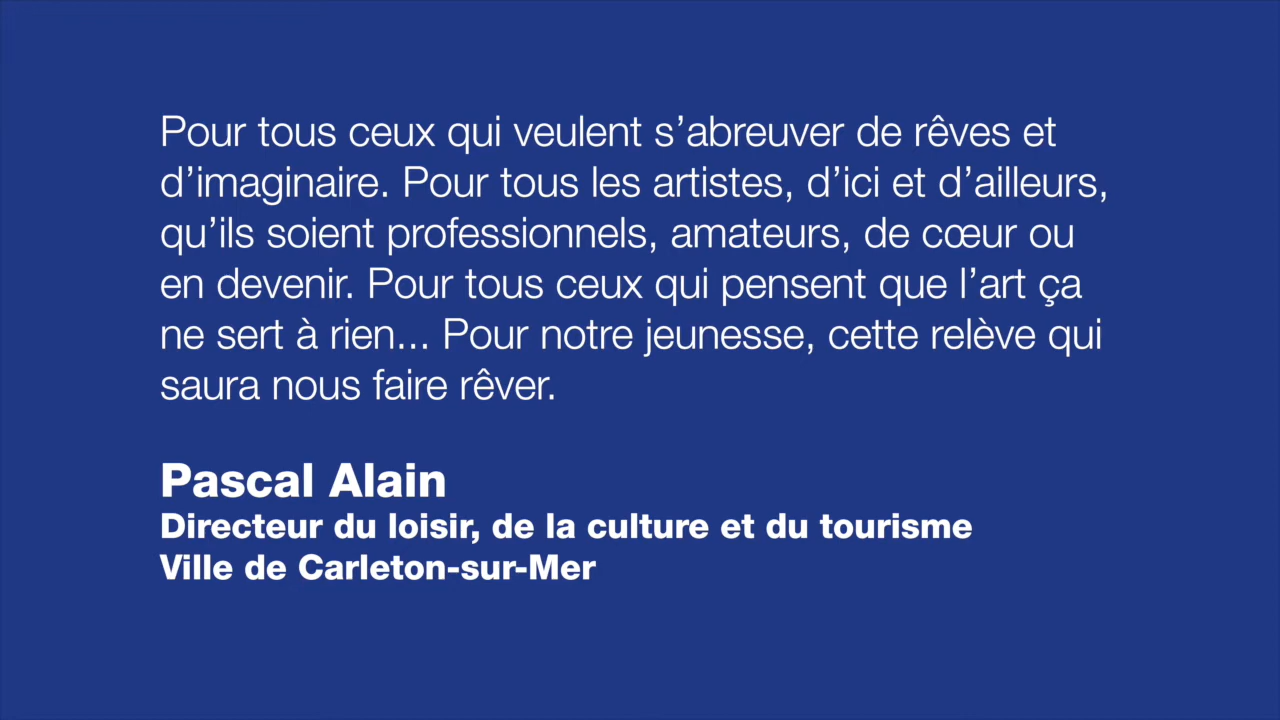 Pour tous ceux qui veulent s’abreuver de rêves et
d’imaginaire. Pour tous les artistes, d’ici et d’ailleurs,
qu’ils soient professionnels, amateurs, de cœur ou
en devenir. Pour tous ceux qui pensent que l’art ça
ne sert à rien... Pour notre jeunesse, cette relève qui
saura nous faire rêver.
Pascal Alain
Directeur du loisir, de la culture et du tourisme
Ville de Carleton-sur-Mer